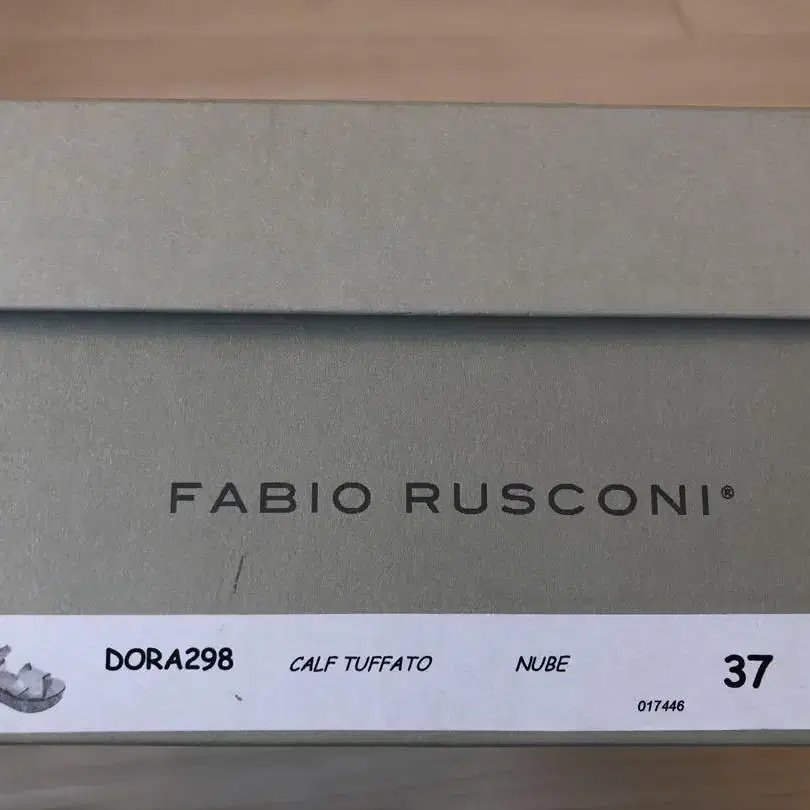 FABIO RUSCONI®
DORA298 CALF TUFFATO NUBE 37
017446